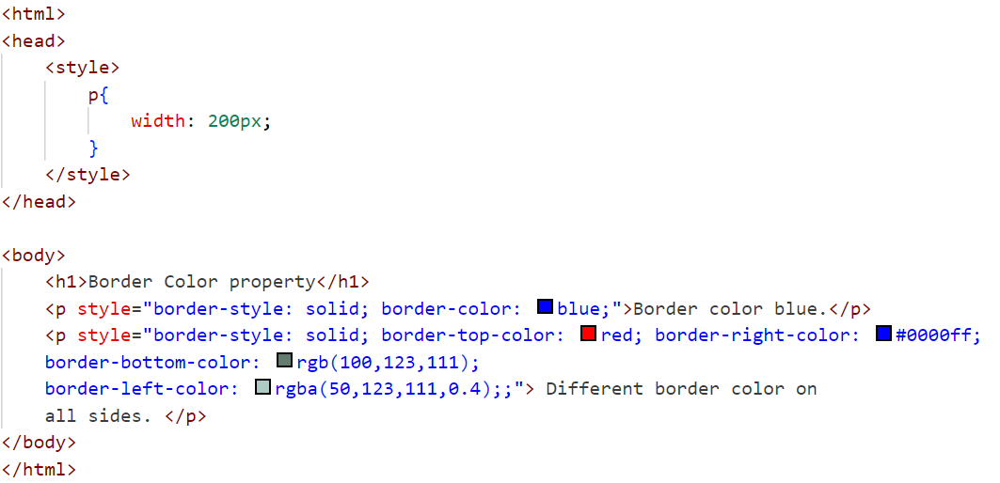 <html>
<head>
    <style>
        p{
            width: 200px;
        }
    </style>
</head>

<body>
    <h1>Border Color property</h1>
    <p style="border-style: solid; border-color: blue;">Border color blue.</p>
    <p style="border-style: solid; border-top-color: red; border-right-color: #0000ff;
    border-bottom-color: rgb(100,123,111);
    border-left-color: rgba(50,123,111,0.4);;"> Different border color on
    all sides. </p>
</body>
</html>